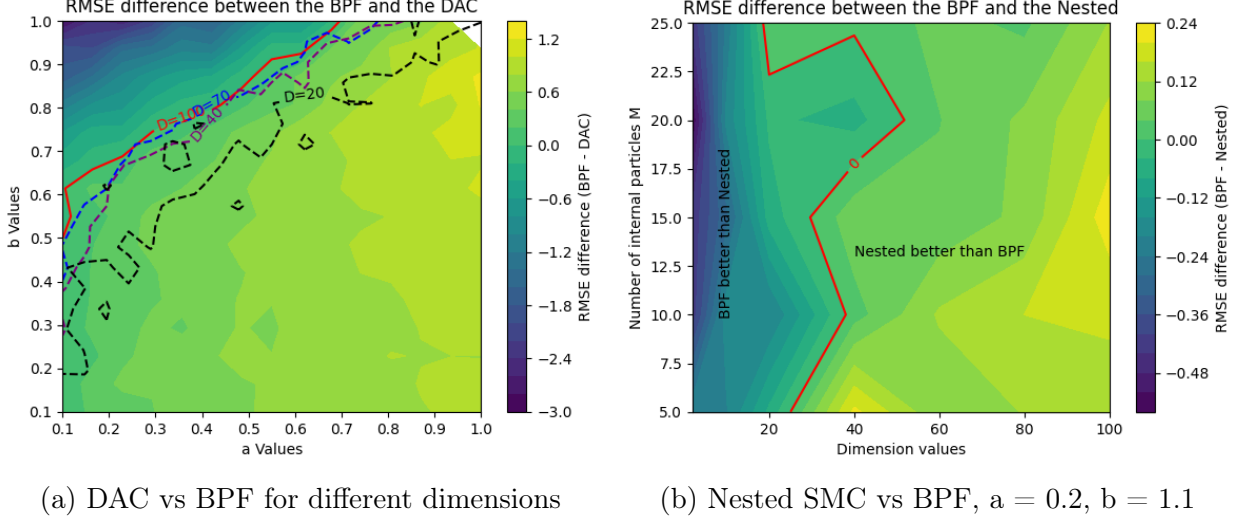 RMSE difference between the BPF and the DAC
1.0
0.9
0.8
0.7
0.6
0.5
0.4
0.3
0.2
0.1
b Values
D=10
D=70
D=40
D=20
0.1 0.2 0.3 0.4 0.5 0.6 0.7 0.8 0.9 1.0
a Values
1.2
0.6
0.0
−0.6
−1.2
−1.8
−2.4
−3.0
RMSE difference (BPF - DAC)
(a) DAC vs BPF for different dimensions
RMSE difference between the BPF and the Nested
25.0
22.5
20.0
17.5
15.0
12.5
10.0
7.5
5.0
Number of internal particles M
0
BPF better than Nested
Nested better than BPF
20 40 60 80 100
Dimension values
0.24
0.12
0.00
−0.12
−0.24
−0.36
−0.48
RMSE difference (BPF - Nested)
(b) Nested SMC vs BPF, a = 0.2, b = 1.1